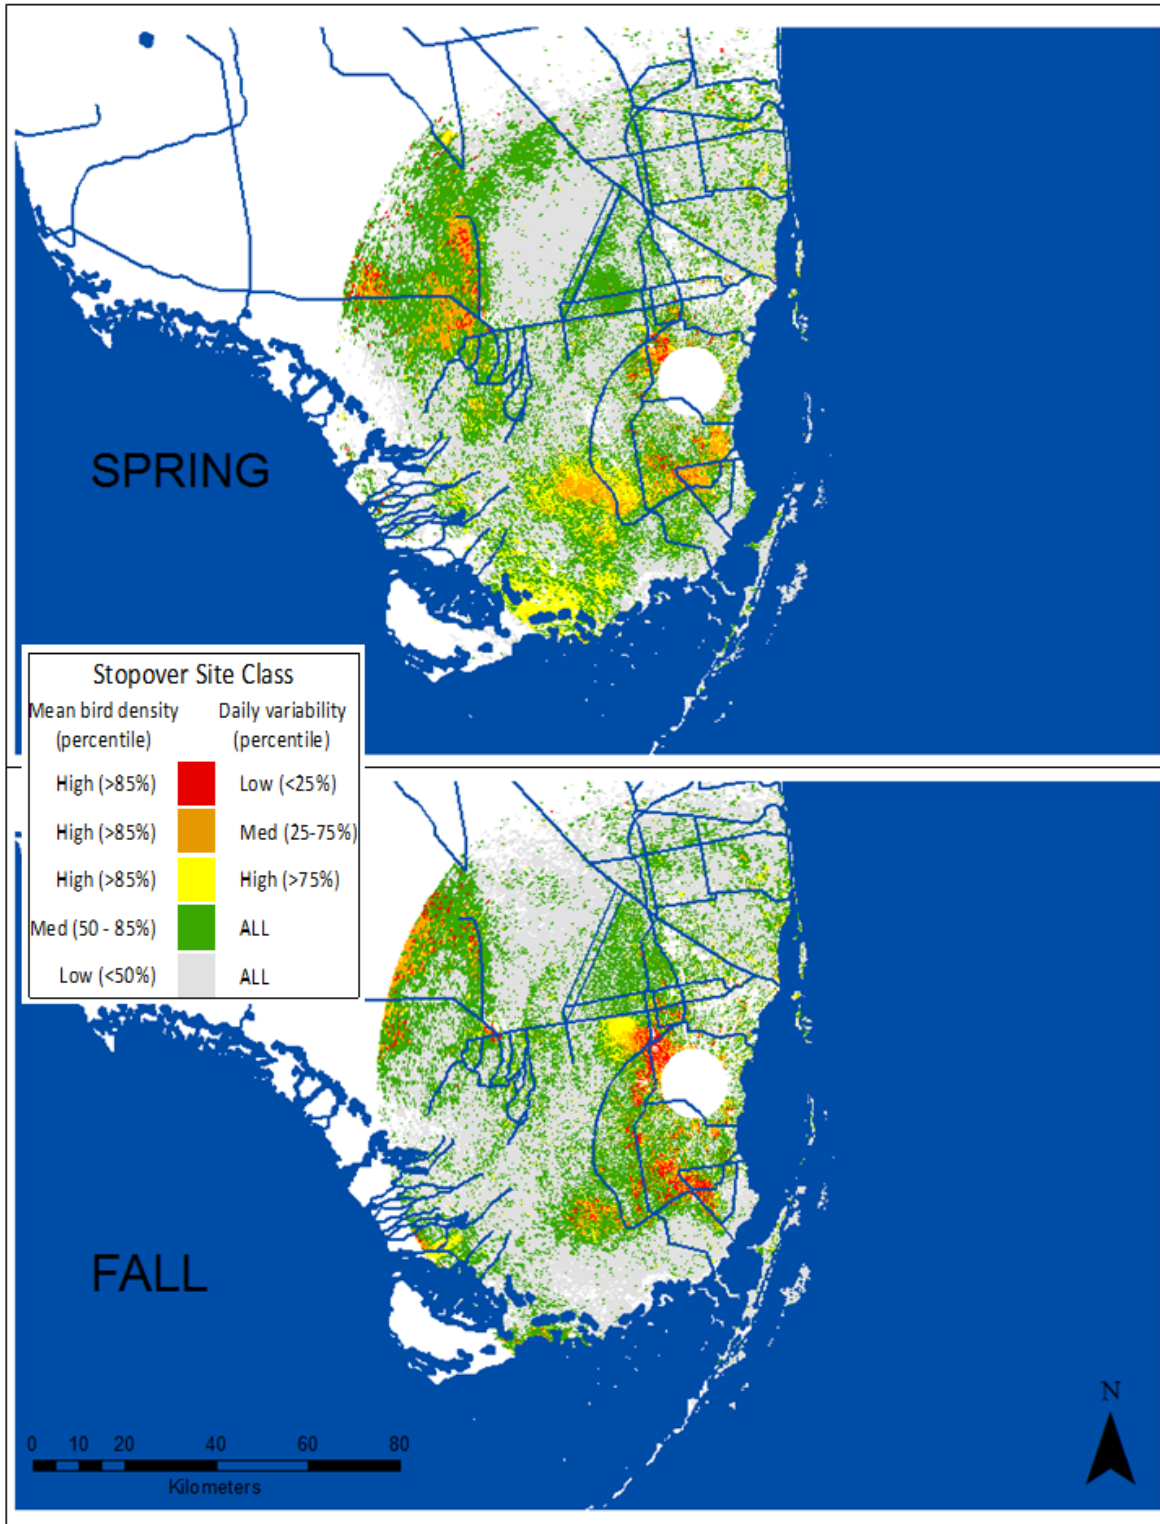 SPRING
Stopover Site Class
Mean bird density Daily variability
(percentile) (percentile)
High (>85%) Low (<25%)
High (>85%) Med (25-75%)
High (>85%) High (>75%)
Med (50 - 85%) ALL
Low (<50%) ALL
FALL
N
0 10 20 40 60 80
Kilometers